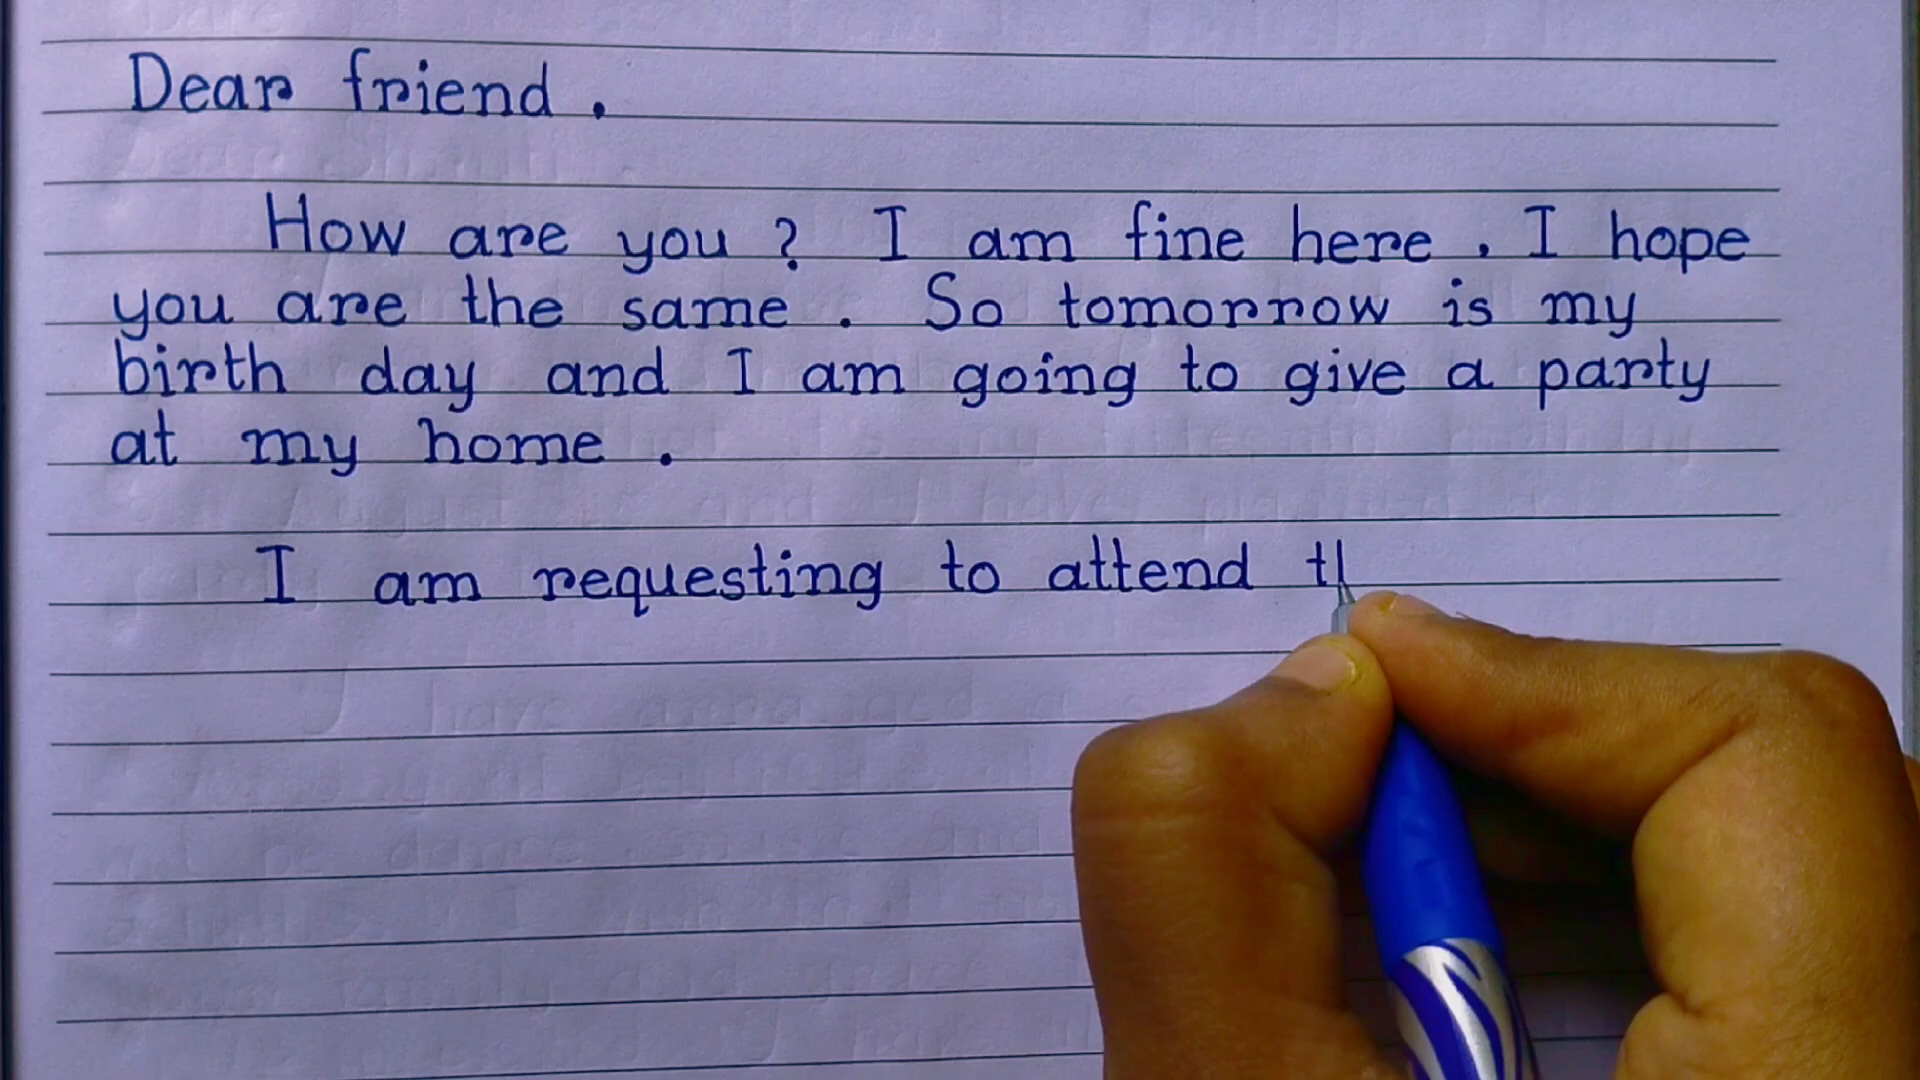 Dear friend .
How are you ? I am fine here . I hope
you are the same . So tomorrow is my
birth day and I am going to give a party
at my home .
I am requesting to attend